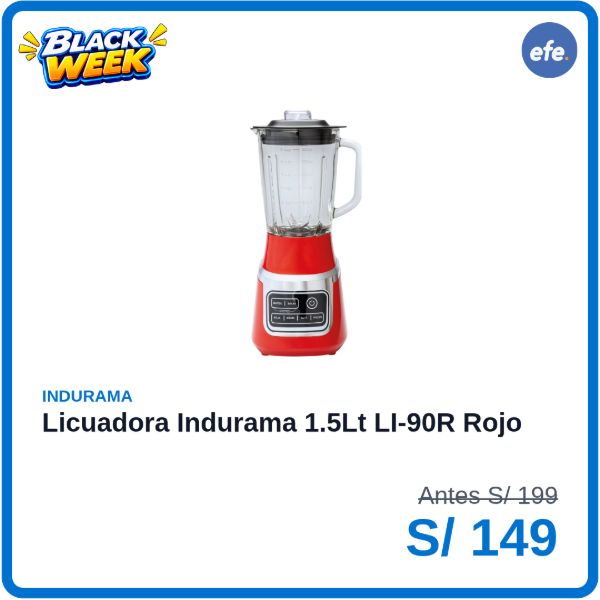 BLACK
WEEK
efe.
INDURAMA
Licuadora Indurama 1.5Lt LI-90R Rojo
Antes S/ 199
S/ 149